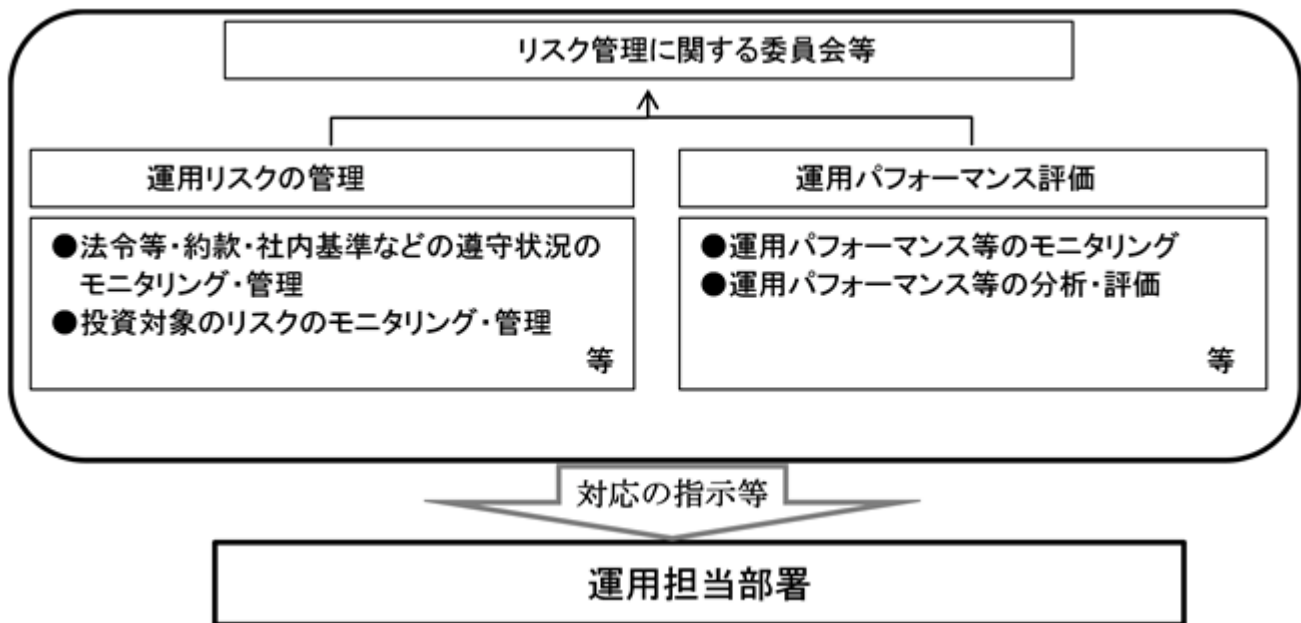 リスク管理に関する委員会等
運用リスクの管理
●法令等・約款・社内基準などの遵守状況の
モニタリング・管理
●投資対象のリスクのモニタリング・管理
等
運用パフォーマンス評価
●運用パフォーマンス等のモニタリング
●運用パフォーマンス等の分析・評価
等
対応の指示等
運用担当部署